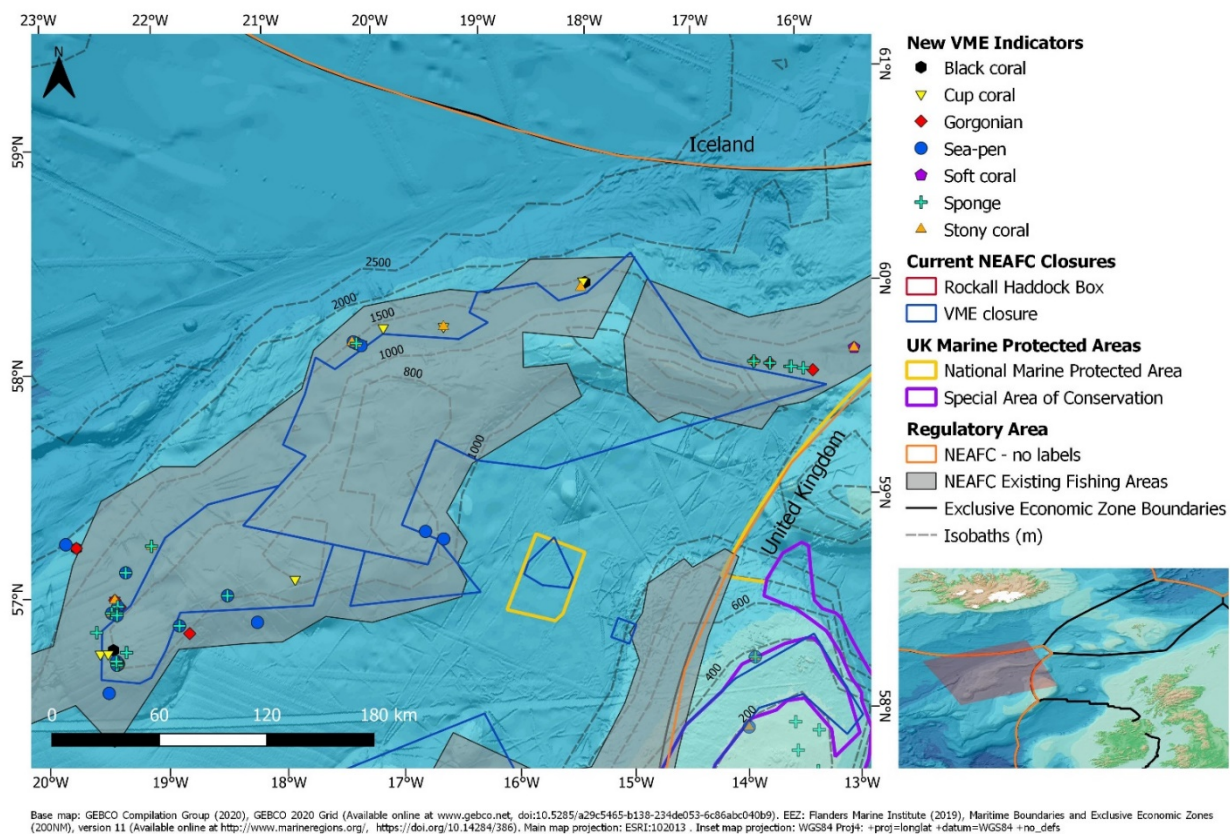 23°W 22°W 21°W 20°W 19°W 18°W 17°W 16°W
N
61°N
Iceland
59°N
2500
2000
60°N
1500
1000
58°N
800
1000
59°N
United Kingdom
57°N
600
400
58°N
200
0 60 120 180 km
20°W 19°W 18°W 17°W 16°W 15°W 14°W 13°W
New VME Indicators
Black coral
Cup coral
Gorgonian
Sea-pen
Soft coral
Sponge
Stony coral
Current NEAFC Closures
Rockall Haddock Box
VME closure
UK Marine Protected Areas
National Marine Protected Area
Special Area of Conservation
Regulatory Area
NEAFC - no labels
NEAFC Existing Fishing Areas
Exclusive Economic Zone Boundaries
Isobaths (m)
Base map: GEBCO Compilation Group (2020), GEBCO 2020 Grid (Available online at www.gebco.net, doi:10.5285/a29c5465-b138-234de053-6c86abc040b9). EEZ: Flanders Marine Institute (2019), Maritime Boundaries and Exclusive Economic Zones
(200NM), version 11 (Available online at http://www.marineregions.org/, https://doi.org/10.14284/386). Main map projection: ESRI:102013 . Inset map projection: WGS84 Proj4: +proj=longlat +datum=WGS84 +no_defs